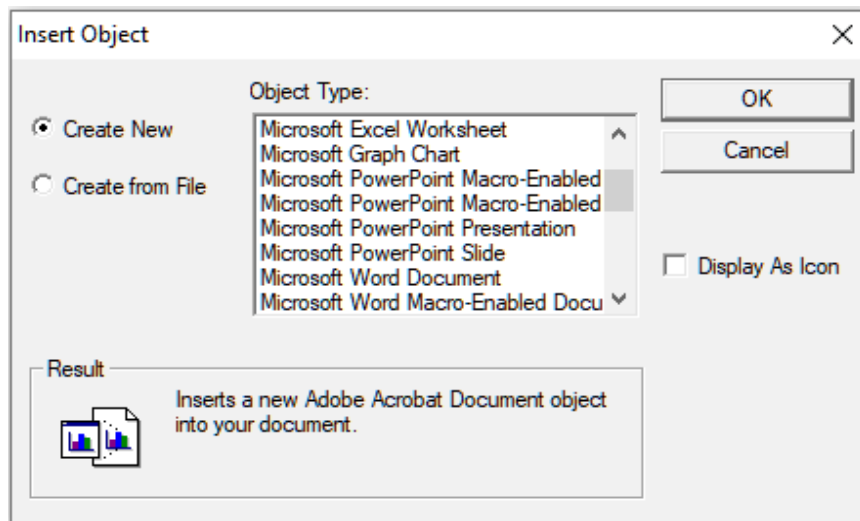 Insert Object
Object Type:
Create New
Create from File
Microsoft Excel Worksheet
Microsoft Graph Chart
Microsoft PowerPoint Macro-Enabled
Microsoft PowerPoint Macro-Enabled
Microsoft PowerPoint Presentation
Microsoft PowerPoint Slide
Microsoft Word Document
Microsoft Word Macro-Enabled Docu
OK
Cancel
Display As Icon
Result
Inserts a new Adobe Acrobat Document object
into your document.